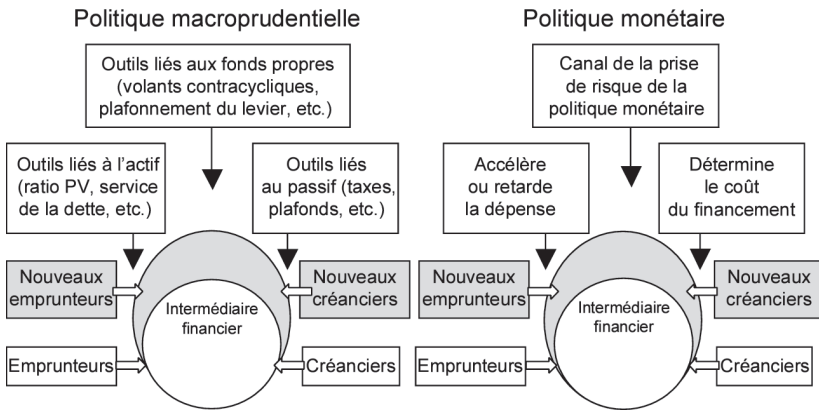 Politique macroprudentielle
Outils liés aux fonds propres
(volants contracycliques,
plafonnement du levier, etc.)
Outils liés à l'actif
(ratio PV, service
de la dette, etc.)
Outils liés
au passif (taxes,
plafonds, etc.)
Nouveaux
emprunteurs
Intermédiaire
financier
Nouveaux
créanciers
Emprunteurs
Créanciers
Politique monétaire
Canal de la prise
de risque de la
politique monétaire
Accélère
ou retarde
la dépense
Détermine
le coût
du financement
Nouveaux
emprunteurs
Intermédiaire
financier
Nouveaux
créanciers
Emprunteurs
Créanciers